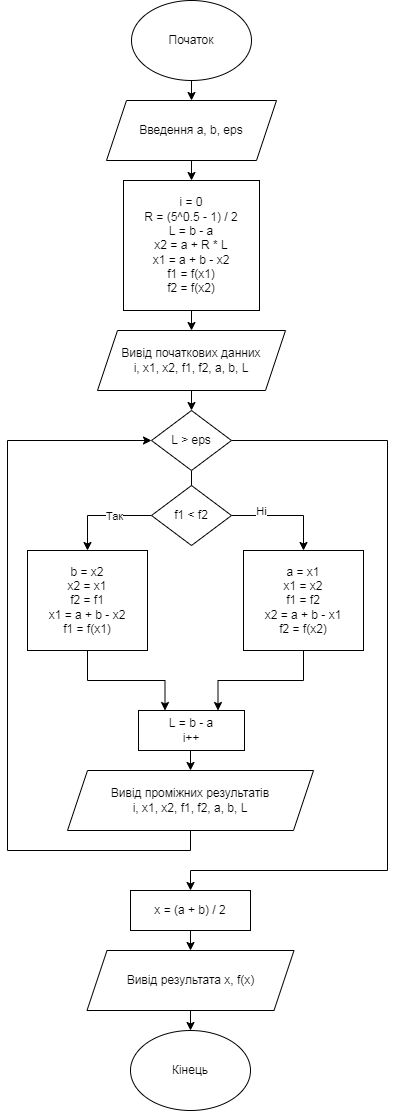 Початок
Введення a, b, eps
i = 0
R = (5^0.5 - 1) / 2
L = b - a
x2 = a + R * L
x1 = a + b - x2
f1 = f(x1)
f2 = f(x2)
Вивід початкових данних
i, x1, x2, f1, f2, a, b, L
L > eps
f1 < f2
Так
Ні
b = x2
x2 = x1
f2 = f1
x1 = a + b - x2
f1 = f(x1)
a = x1
x1 = x2
f1 = f2
x2 = a + b - x1
f2 = f(x2)
L = b - a
i++
Вивід проміжних результатів
i, x1, x2, f1, f2, a, b, L
x = (a + b) / 2
Вивід результата x, f(x)
Кінець